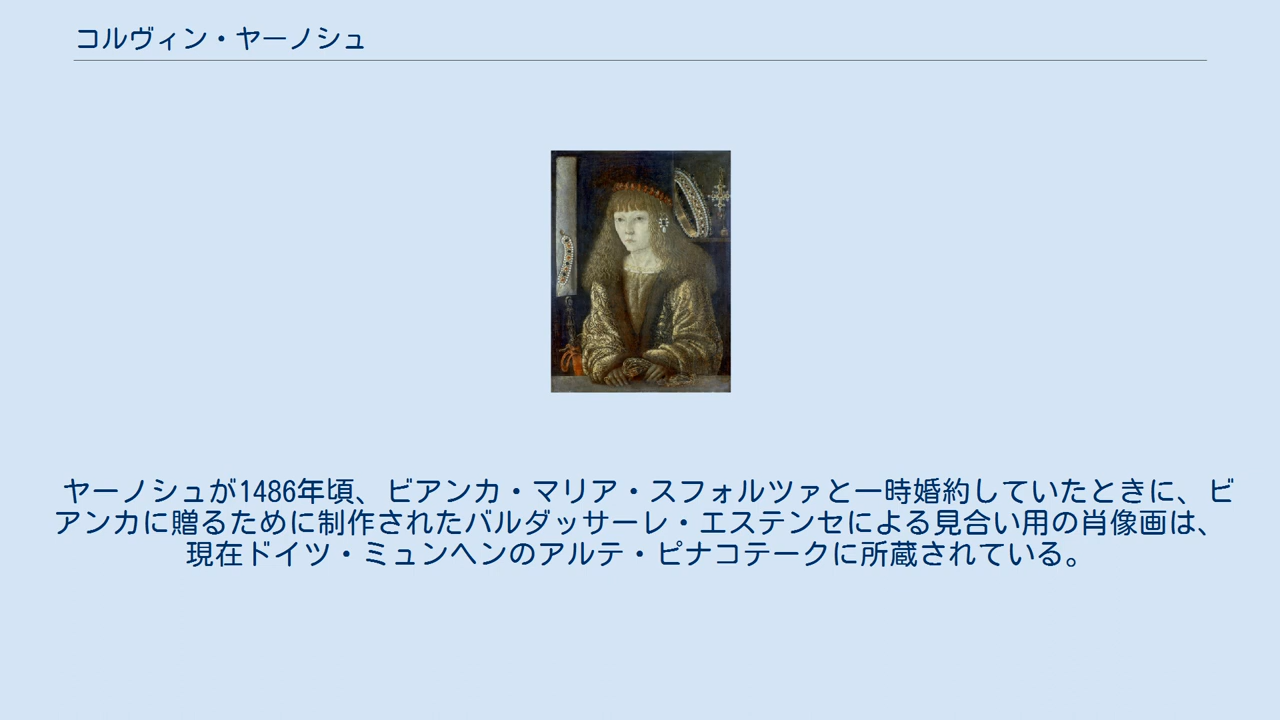 コルヴィン・ヤーノシュ
ヤーノシュが1486年頃、ビアンカ・マリア・スフォルツァと一時婚約していたときに、ビ
アンカに贈るために制作されたバルダッサーレ・エステンセによる見合い用の肖像画は、
現在ドイツ・ミュンヘンのアルテ・ピナコテークに所蔵されている。